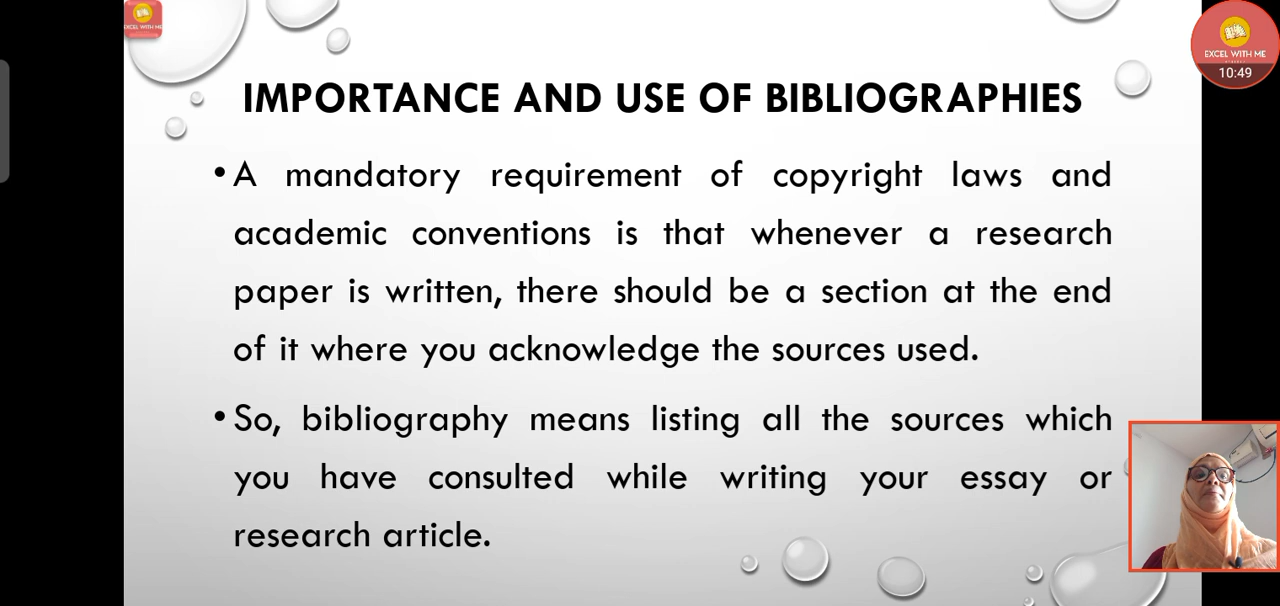 EXCEL WITH ME
EXCEL WITH ME
10:49
IMPORTANCE AND USE OF BIBLIOGRAPHIES
• A mandatory requirement of copyright laws and
academic conventions is that whenever a research
paper is written, there should be a section at the end
of it where you acknowledge the sources used.
• So, bibliography means listing all the sources which
you have consulted while writing your essay or
research article.